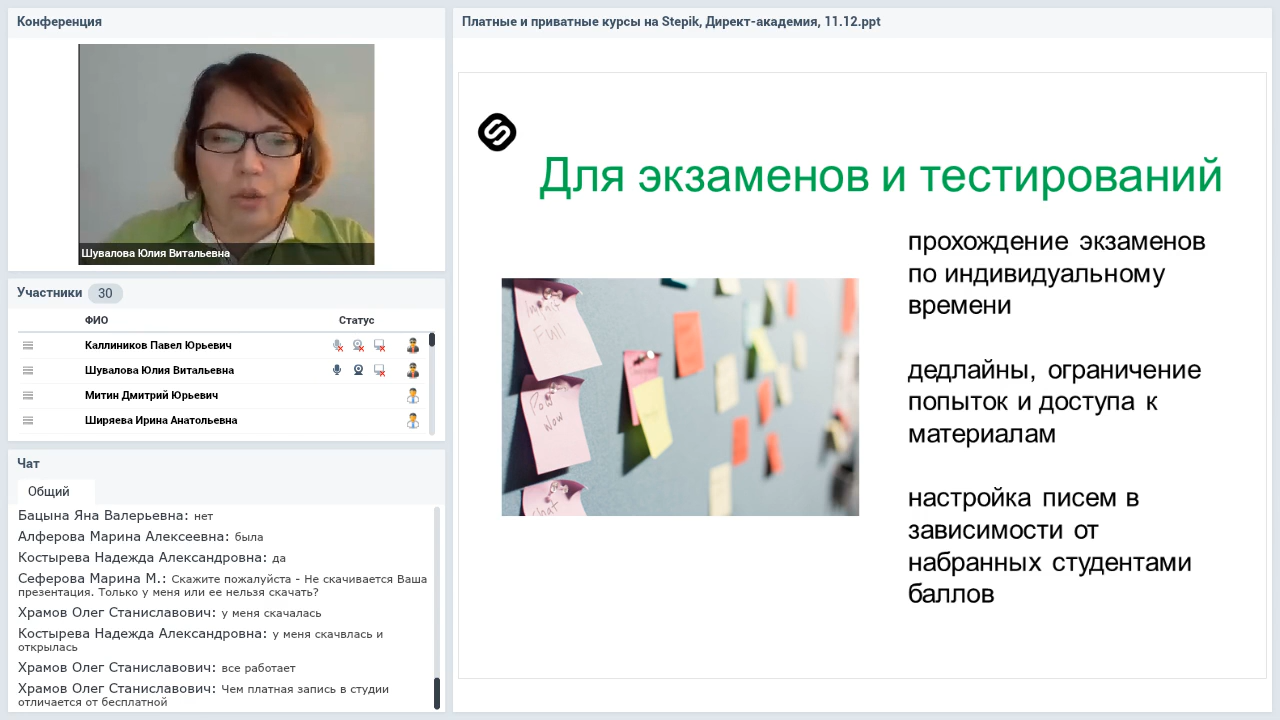 Конференция
Шувалова Юлия Витальевна
Участники 30
ФИО Статус
Каллиников Павел Юрьевич
Шувалова Юлия Витальевна
Митин Дмитрий Юрьевич
Ширяева Ирина Анатольевна
Чат
Общий
Бацына Яна Валерьевна: нет
Алферова Марина Алексеевна: была
Костырева Надежда Александровна: да
Сеферова Марина М.: Скажите пожалуйста - Не скачивается Ваша
презентация. Только у меня или ее нельзя скачать?
Храмов Олег Станиславович: у меня скачалась
Костырева Надежда Александровна: у меня скачвлась и
открылась
Храмов Олег Станиславович: все работает
Храмов Олег Станиславович: Чем платная запись в студии
отличается от бесплатной
Платные и приватные курсы на Stepik, Директ-академия, 11.12.ppt
Для экзаменов и тестирований
прохождение экзаменов
по индивидуальному
времени
дедлайны, ограничение
попыток и доступа к
материалам
настройка писем в
зависимости от
набранных студентами
баллов
Full
Now